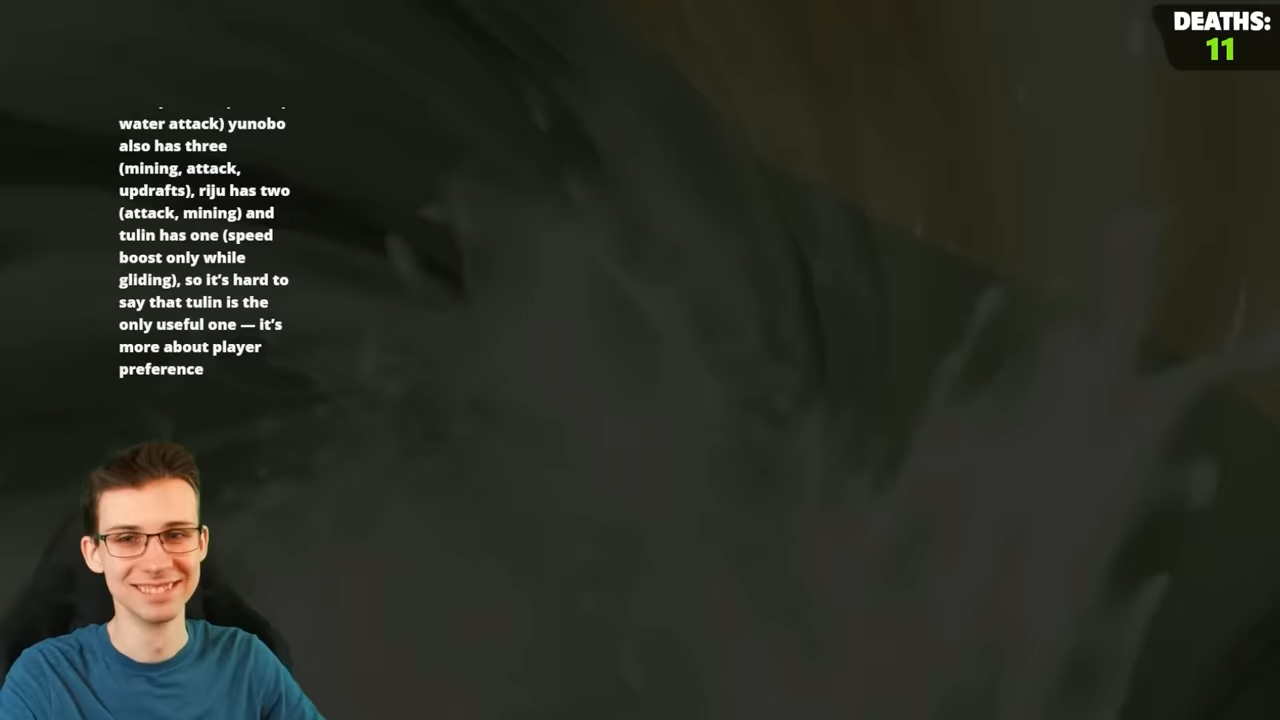 DEATHS:
11
water attack) yunobo
also has three
(mining, attack,
updrafts), riju has two
(attack, mining) and
tulin has one (speed
boost only while
gliding), so it’s hard to
say that tulin is the
only useful one — it’s
more about player
preference